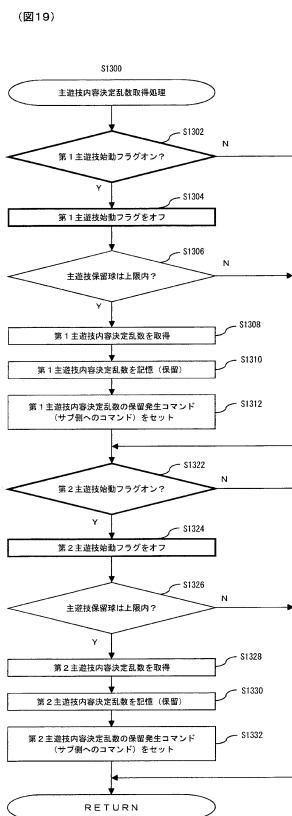 (図19)
S1300
主遊技内容決定乱数取得処理
S1302
第1主遊技始動フラグオン?
N
Y
S1304
第1主遊技始動フラグをオフ
S1306
主遊技保留球は上限内?
N
Y
S1308
第1主遊技内容決定乱数を取得
S1310
第1主遊技内容決定乱数を記憶(保留)
S1312
第1主遊技内容決定乱数の保留発生コマンド
(サブ側へのコマンド)をセット
S1322
第2主遊技始動フラグオン?
N
Y
S1324
第2主遊技始動フラグをオフ
S1326
主遊技保留球は上限内?
N
Y
S1328
第2主遊技内容決定乱数を取得
S1330
第2主遊技内容決定乱数を記憶(保留)
S1332
第2主遊技内容決定乱数の保留発生コマンド
(サブ側へのコマンド)をセット
RETURN